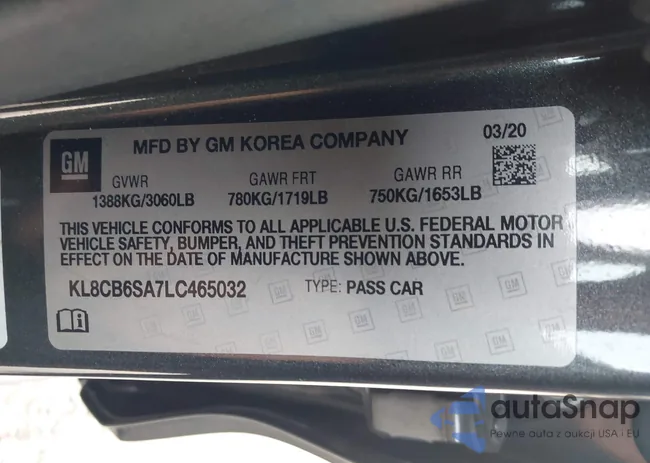 GM
MFD BY GM KOREA COMPANY
03/20
GVWR GAWR FRT GAWR RR
1388KG/3060LB 780KG/1719LB 750KG/1653LB
THIS VEHICLE CONFORMS TO ALL APPLICABLE U.S. FEDERAL MOTOR
VEHICLE SAFETY, BUMPER, AND THEFT PREVENTION STANDARDS IN
EFFECT ON THE DATE OF MANUFACTURE SHOWN ABOVE.
KL8CB6SA7LC465032 TYPE: PASS CAR
autaSnap
Pewne auta z aukcji USA i EU